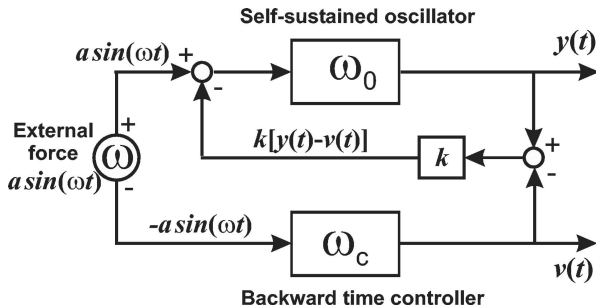 Self-sustained oscillator
a sin(ωt)
+
-
ω0
y(t)
External
force
a sin(ωt)
+
ω
-
k[y(t)-v(t)]
k
+
-
-a sin(ωt)
ωc
v(t)
Backward time controller